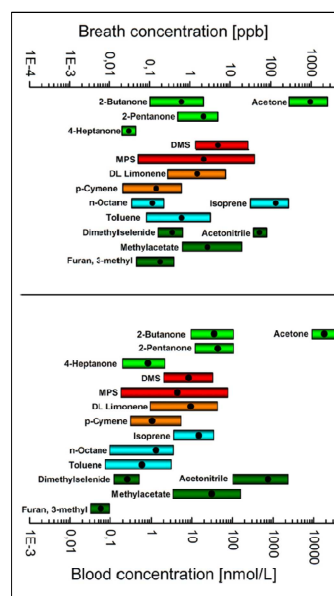 Breath concentration [ppb]
1E-4 1E-3 0,01 0,1 1 10 100 1000
2-Butanone Acetone
2-Pentanone
4-Heptanone
DMS
MPS
DL Limonene
p-Cymene
n-Octane Isoprene
Toluene
Dimethylselenide Acetonitrile
Methylacetate
Furan, 3-methyl
2-Butanone Acetone
2-Pentanone
4-Heptanone
DMS
MPS
DL Limonene
p-Cymene
Isoprene
n-Octane
Toluene
Dimethylselenide Acetonitrile
Methylacetate
Furan, 3-methyl
1E-3 0,01 0,1 1 10 100 1000 10000
Blood concentration [nmol/L]